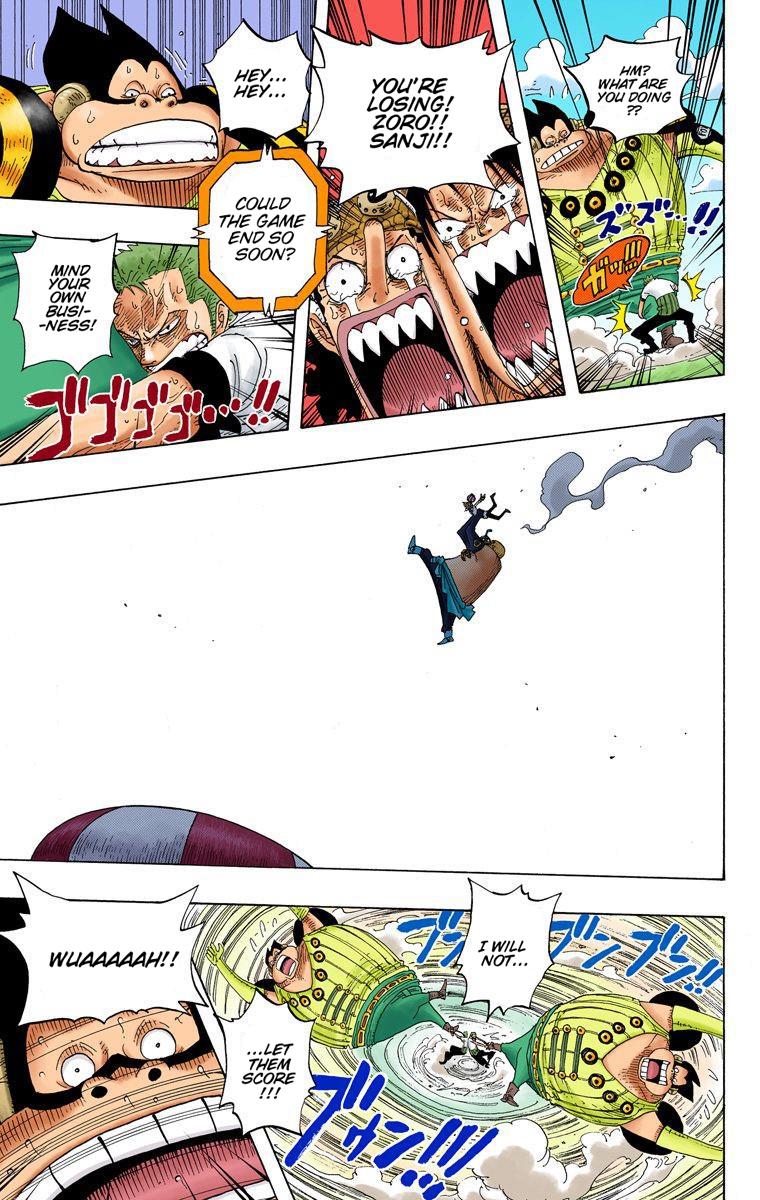 HM?
WHAT ARE
YOU DOING
??
ズズ…!!
ガッ!!!
YOU'RE
LOSING!
ZORO!!
SANJI!!
HEY...
HEY...
COULD
THE GAME
END SO
SOON?
MIND
YOUR
OWN
BUSI-
-NESS!
ゴゴゴゴ…!!
I WILL
NOT...
ブンブンブン
...LET
THEM
SCORE
!!!
ブゥンッ!!
WUAAAAAH!!